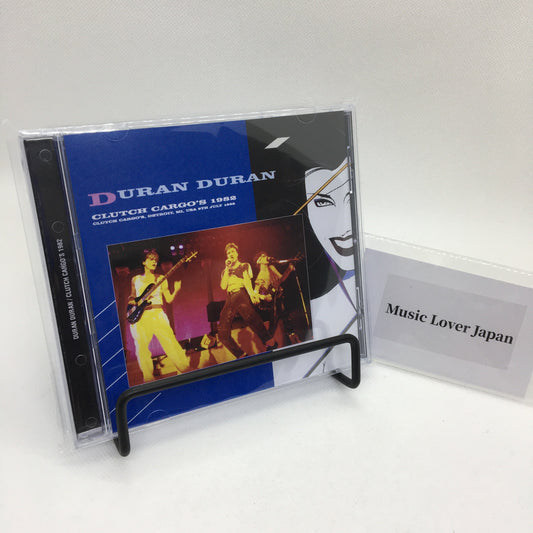 DURAN DURAN
CLUTCH CARGO'S 1982
CLUTCH CARGO'S, DETROIT, MI, USA 9TH JULY 1982
DURAN DURAN / CLUTCH CARGO'S 1982
Music Lover Japan